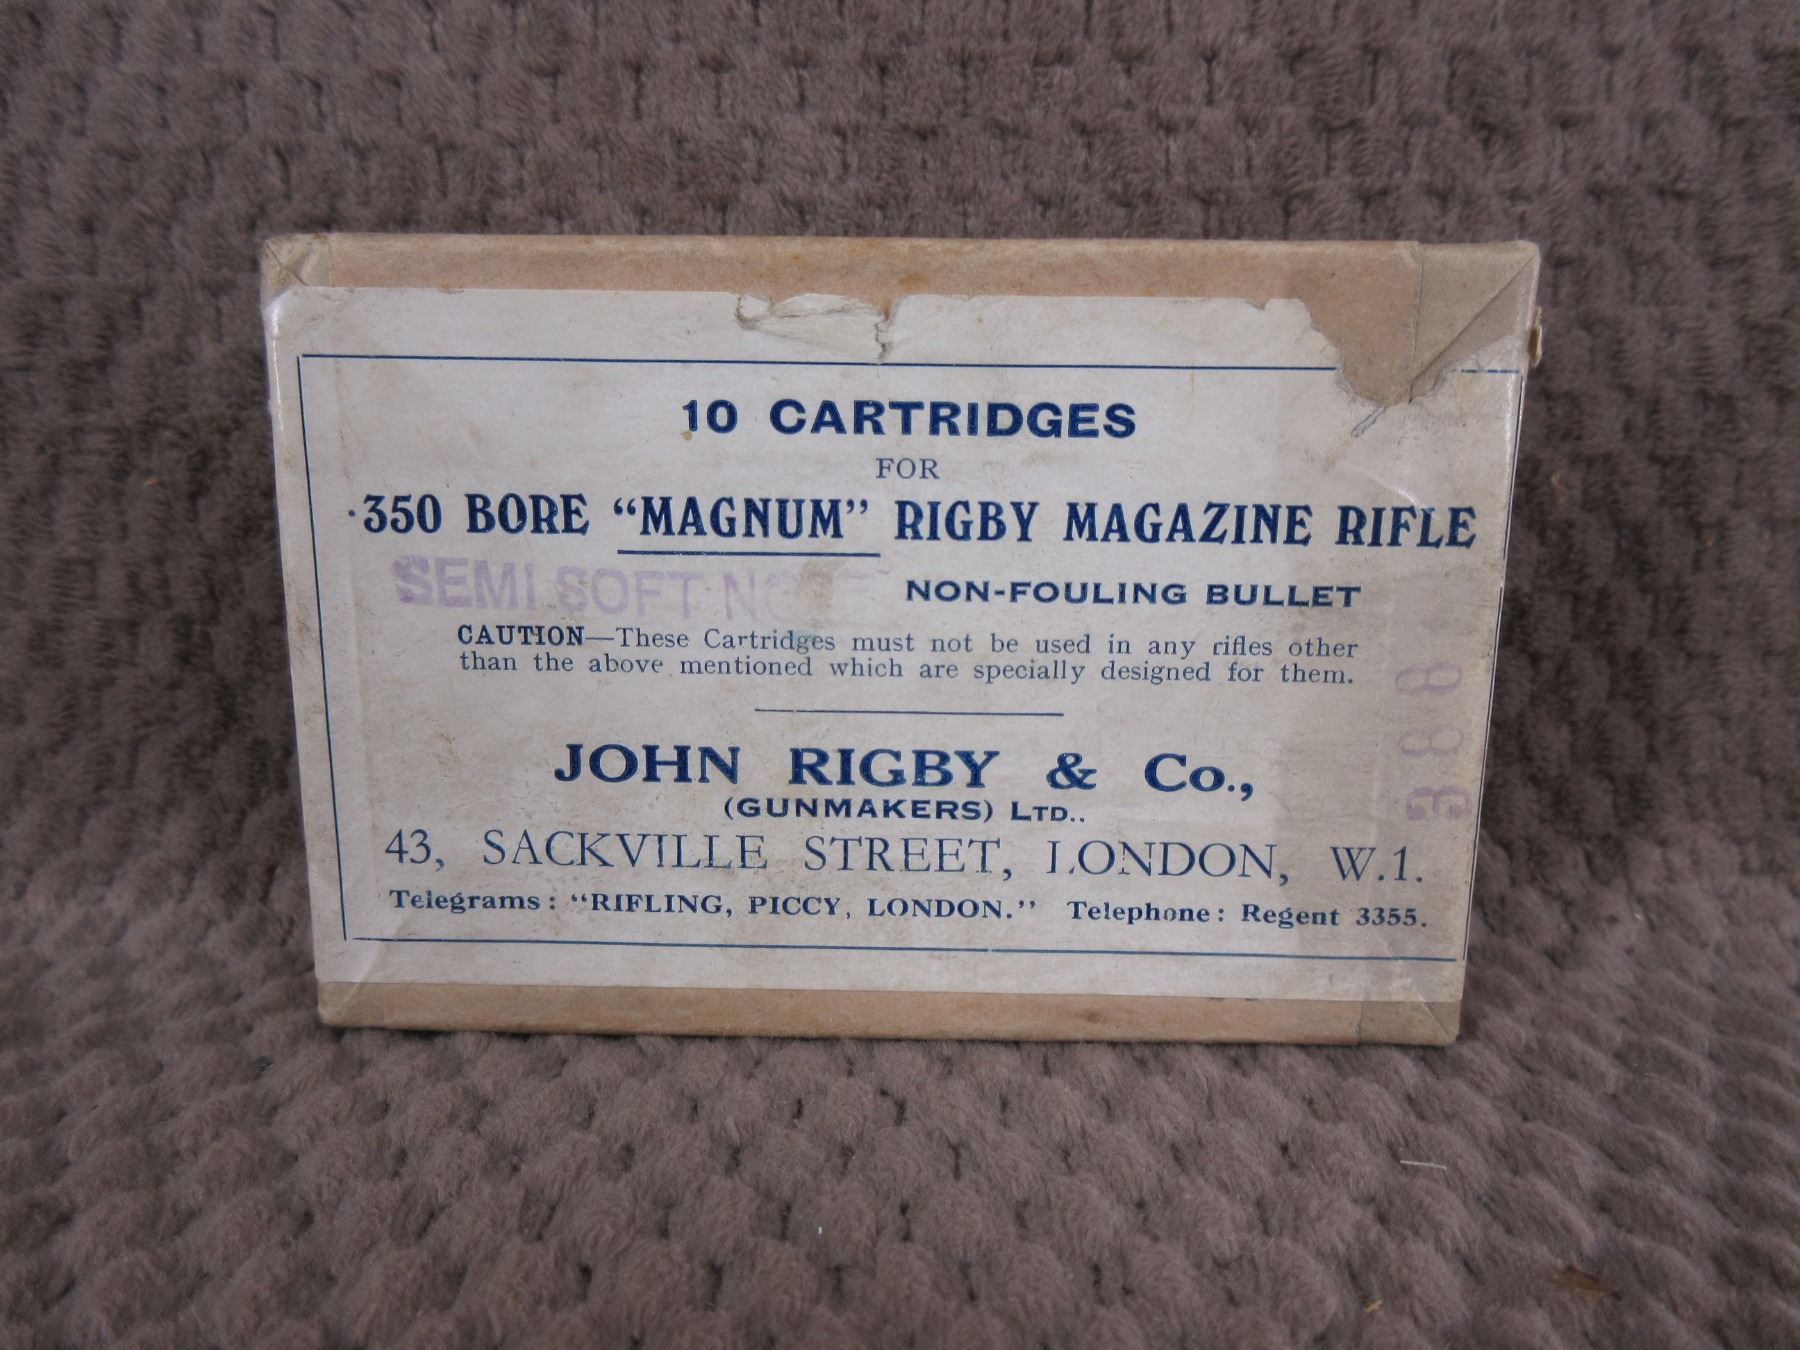 10 CARTRIDGES
FOR
·350 BORE “MAGNUM” RIGBY MAGAZINE RIFLE
SEMI SOFT NOSE NON-FOULING BULLET
CAUTION—These Cartridges must not be used in any rifles other
than the above mentioned which are specially designed for them.
388
JOHN RIGBY & Co.,
(GUNMAKERS) LTD..
43, SACKVILLE STREET, LONDON, W.1.
Telegrams: “RIFLING, PICCY, LONDON.” Telephone: Regent 3355.